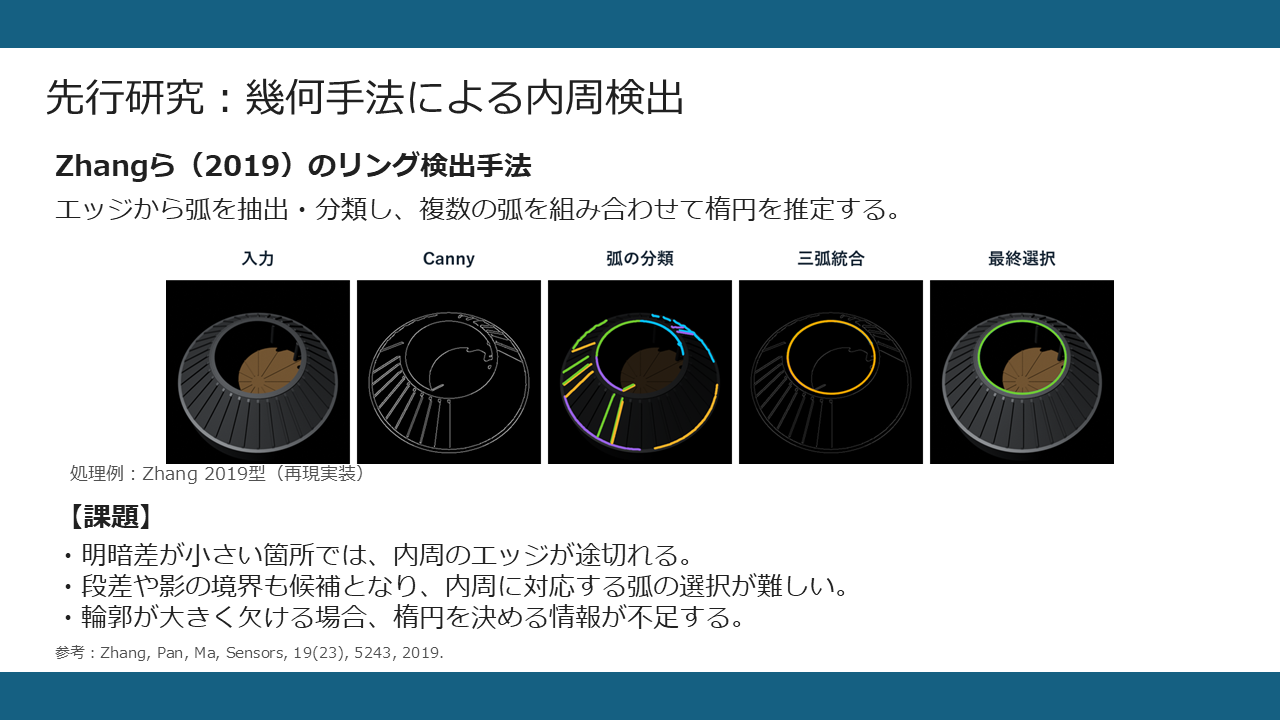 先行研究：幾何手法による内周検出
Zhangら（2019）のリング検出手法
エッジから弧を抽出・分類し、複数の弧を組み合わせて楕円を推定する。
入力 Canny 弧の分類 三弧統合 最終選択
処理例：Zhang 2019型（再現実装）
【課題】
・明暗差が小さい箇所では、内周のエッジが途切れる。
・段差や影の境界も候補となり、内周に対応する弧の選択が難しい。
・輪郭が大きく欠ける場合、楕円を決める情報が不足する。
参考：Zhang, Pan, Ma, Sensors, 19(23), 5243, 2019.